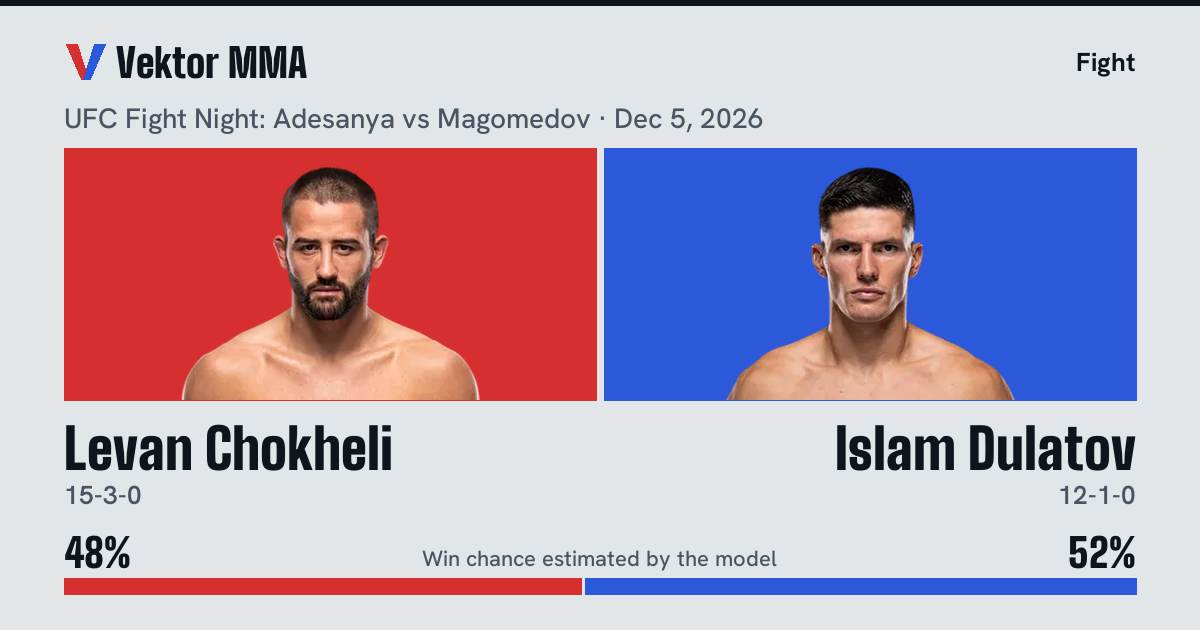 Vektor MMA
Fight
UFC Fight Night: Adesanya vs Magomedov · Dec 5, 2026
Levan Chokheli
Islam Dulatov
15-3-0
12-1-0
48%
Win chance estimated by the model
52%